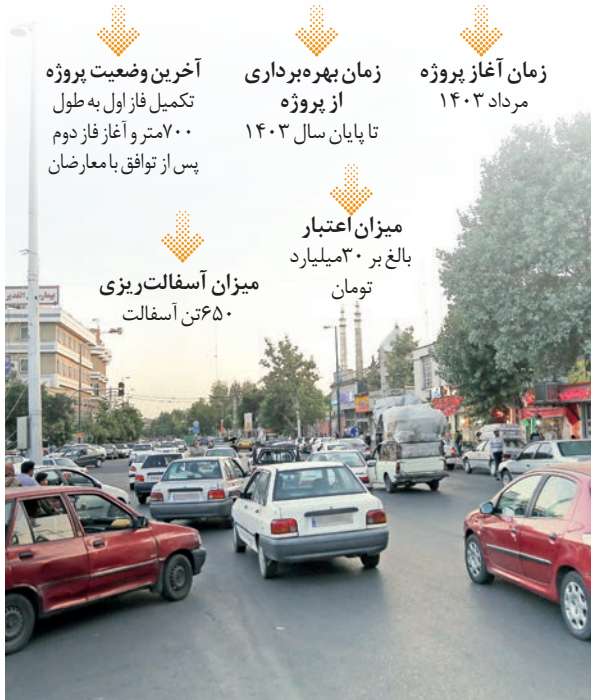 زمان آغاز پروژه
مرداد ۱۴۰۳
زمان بهره‌برداری
از پروژه
تا پایان سال ۱۴۰۳
آخرین وضعیت پروژه
تکمیل فاز اول به طول
۷۰۰متر و آغاز فاز دوم
پس از توافق با معارضان
میزان اعتبار
بالغ بر ۳۰میلیارد
تومان
میزان آسفالت‌ریزی
۶۵۰تن آسفالت